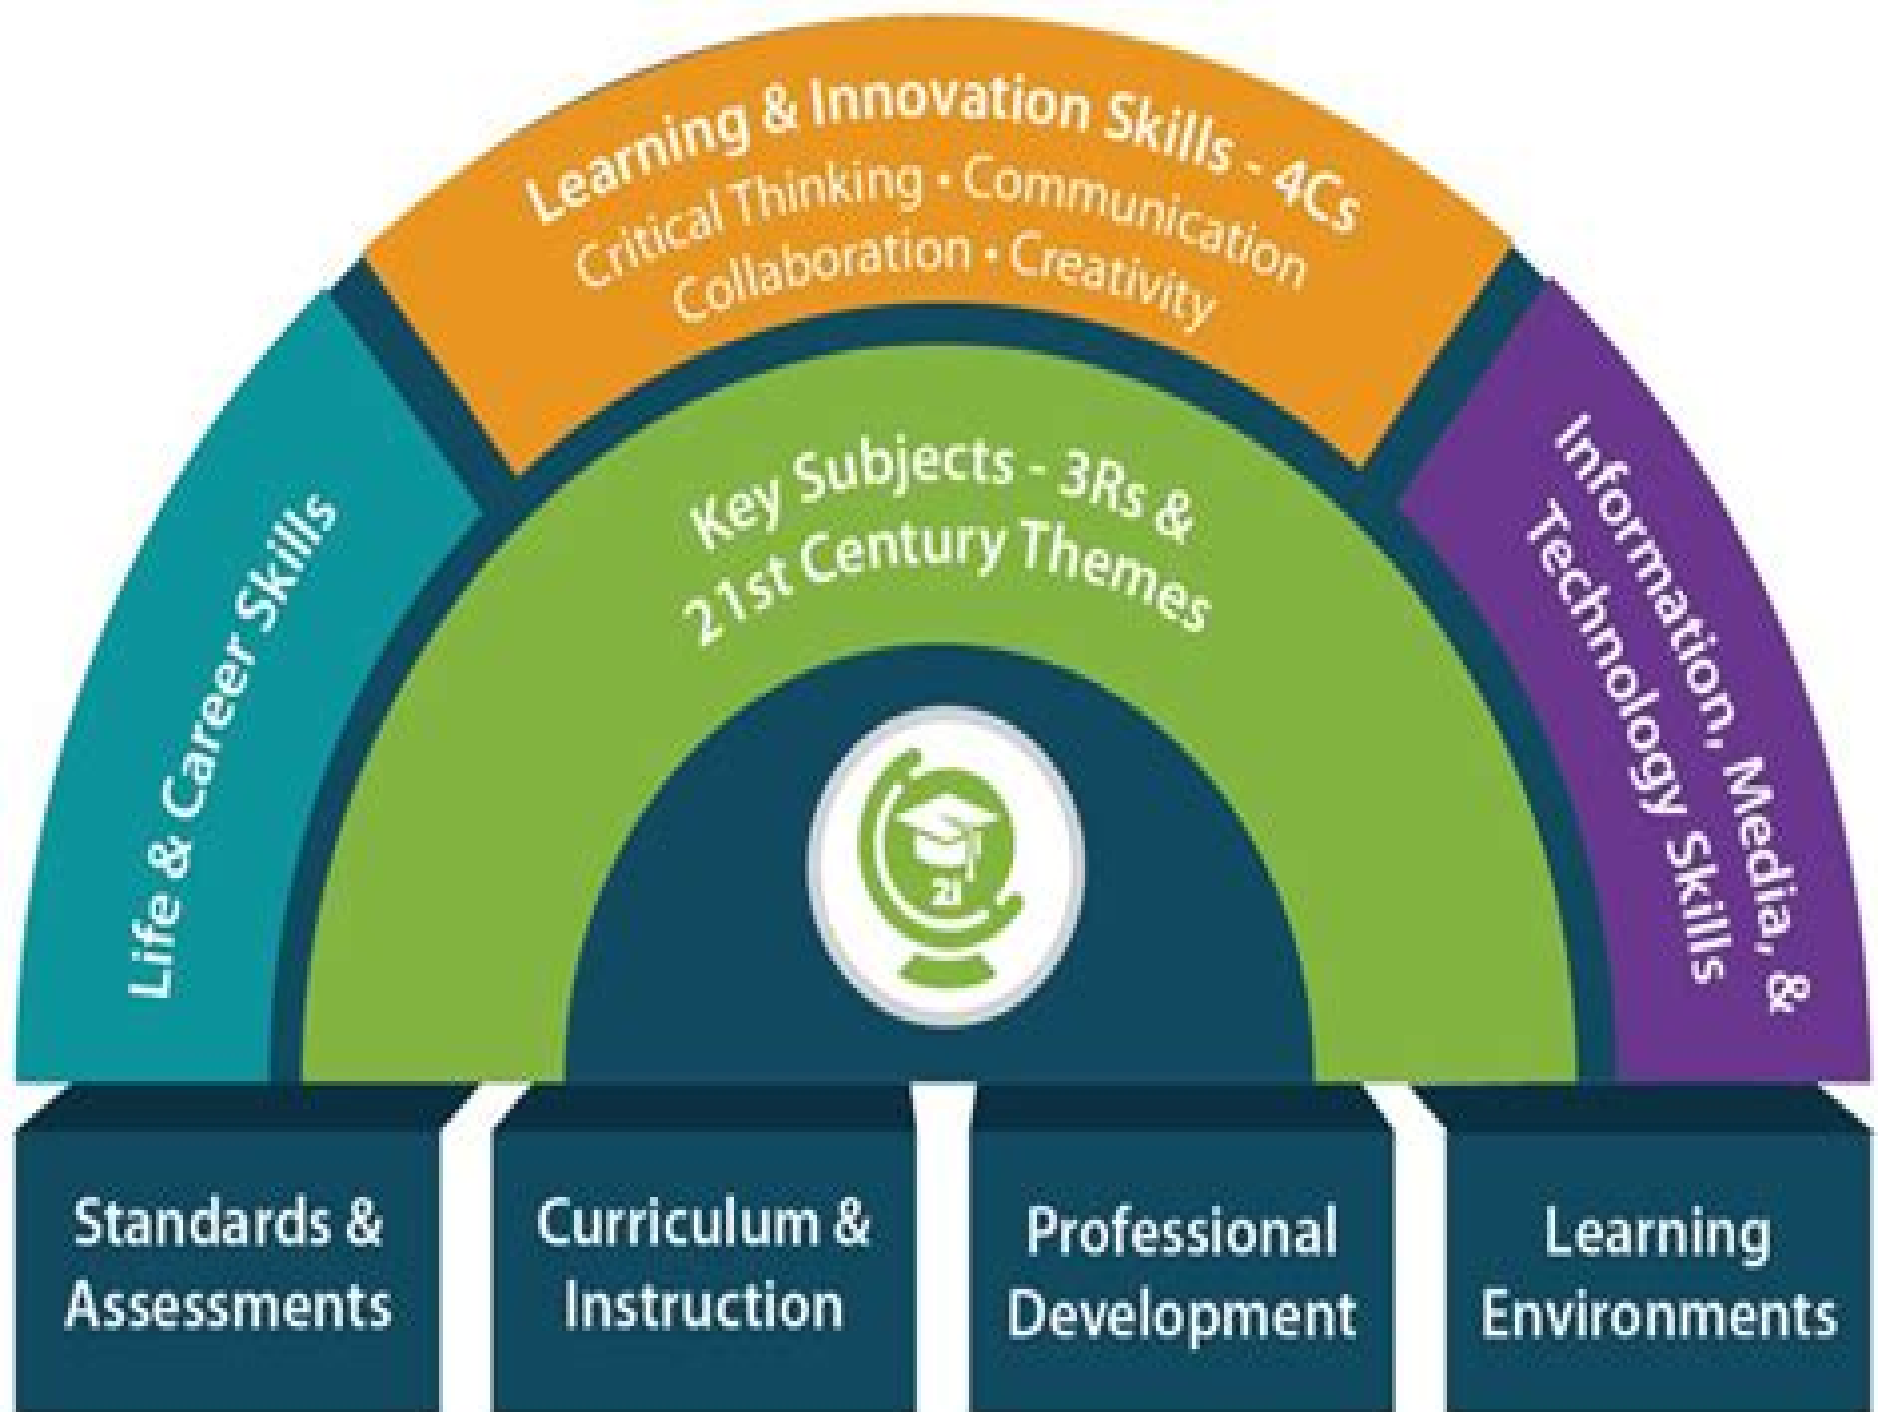 Learning & Innovation Skills - 4Cs
Critical Thinking • Communication
Collaboration • Creativity
Life & Career Skills
Key Subjects - 3Rs &
21st Century Themes
Information, Media, &
Technology Skills
21
Standards &
Assessments
Curriculum &
Instruction
Professional
Development
Learning
Environments